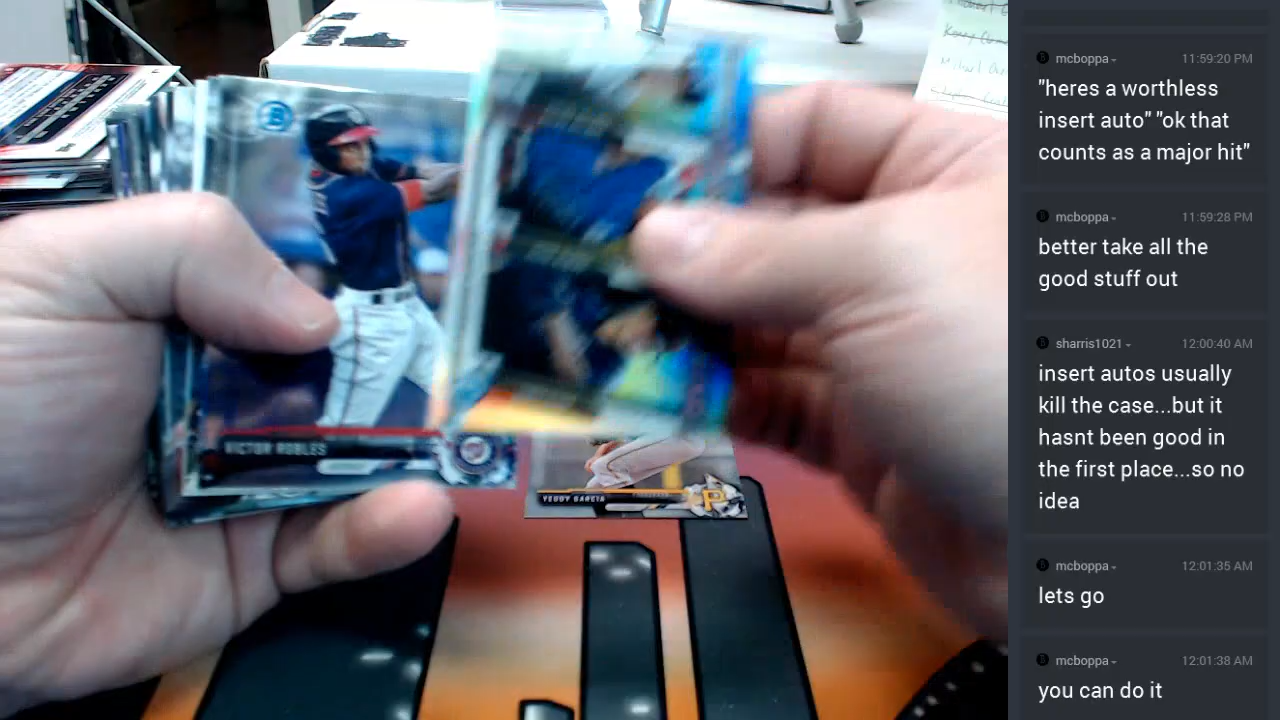 VICTOR ROBLES
YEUDY GARCIA
P
mcboppa
11:59:20 PM
"heres a worthless
insert auto" "ok that
counts as a major hit"
mcboppa
11:59:28 PM
better take all the
good stuff out
sharris1021
12:00:40 AM
insert autos usually
kill the case...but it
hasnt been good in
the first place...so no
idea
mcboppa
12:01:35 AM
lets go
mcboppa
12:01:38 AM
you can do it